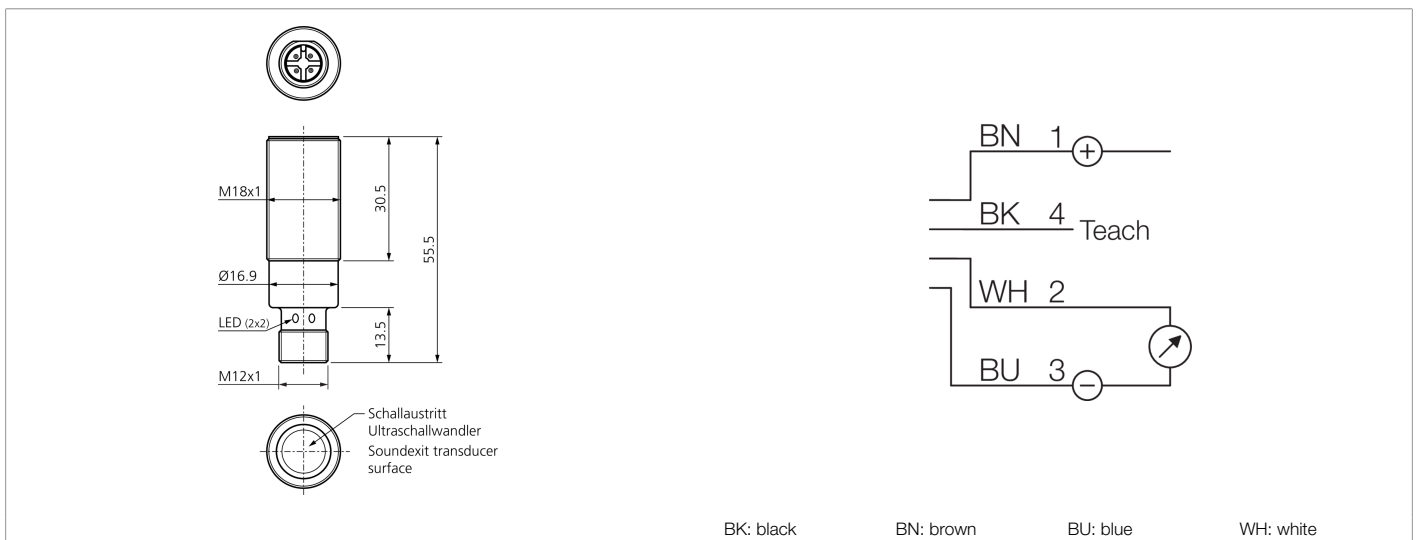 M18x1
30.5
55.5
Ø16.9
LED (2x2)
13.5
M12x1
Schallaustritt
Ultraschallwandler
Soundexit transducer
surface
BN 1
+
BK 4 Teach
WH 2
BU 3
−
BK: black BN: brown BU: blue WH: white